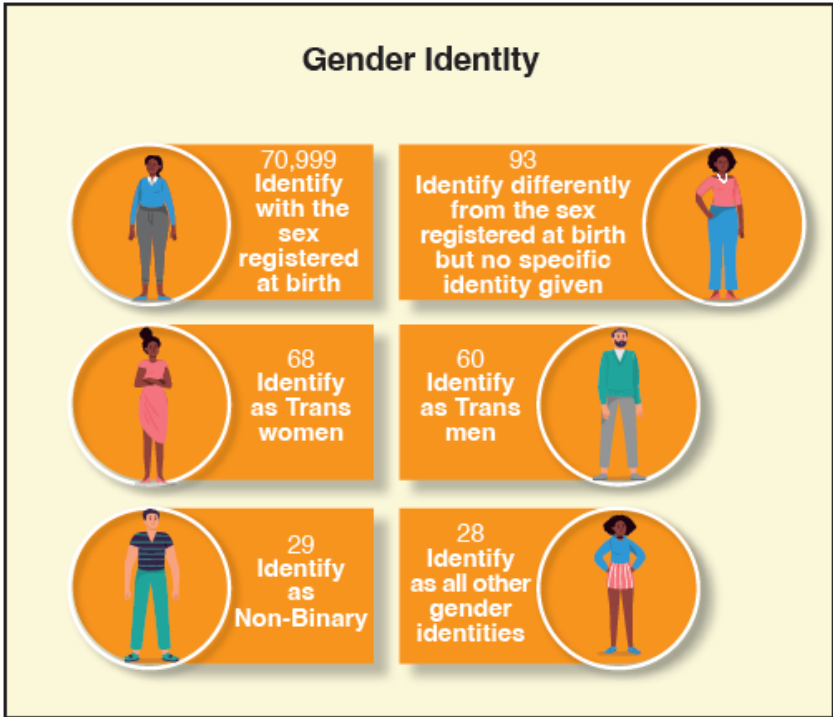 Gender Identity
70,999
Identify
with the
sex
registered
at birth
93
Identify differently
from the sex
registered at birth
but no specific
identity given
68
Identify
as Trans
women
60
Identify
as Trans
men
29
Identify
as
Non-Binary
28
Identify
as all other
gender
identities